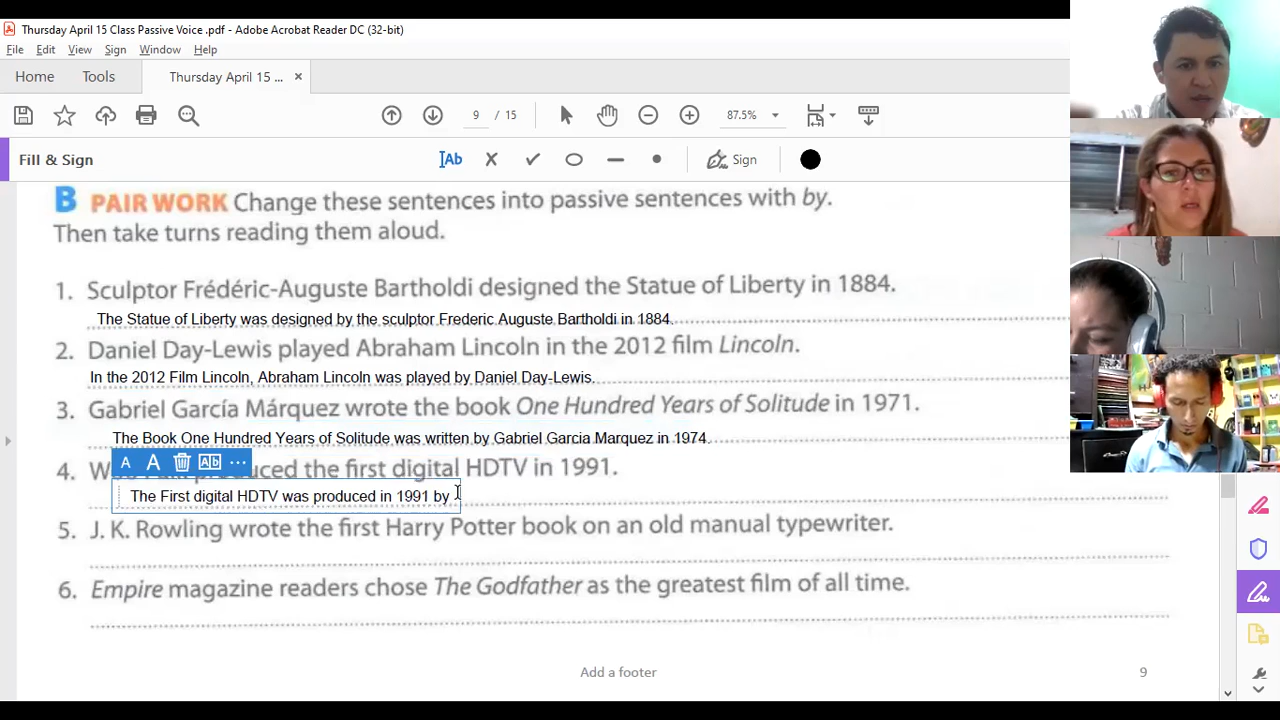 Thursday April 15 Class Passive Voice .pdf - Adobe Acrobat Reader DC (32-bit)
File Edit View Sign Window Help
Home Tools Thursday April 15 ... ×
9 / 15 87.5%
Fill & Sign Ab Sign
B PAIR WORK Change these sentences into passive sentences with by.
Then take turns reading them aloud.
1. Sculptor Frédéric-Auguste Bartholdi designed the Statue of Liberty in 1884.
The Statue of Liberty was designed by the sculptor Frederic Auguste Bartholdi in 1884.
2. Daniel Day-Lewis played Abraham Lincoln in the 2012 film Lincoln.
In the 2012 Film Lincoln, Abraham Lincoln was played by Daniel Day-Lewis.
3. Gabriel García Márquez wrote the book One Hundred Years of Solitude in 1971.
The Book One Hundred Years of Solitude was written by Gabriel Garcia Marquez in 1974.
A A Ab ...
4. produced the first digital HDTV in 1991.
The First digital HDTV was produced in 1991 by
5. J. K. Rowling wrote the first Harry Potter book on an old manual typewriter.
6. Empire magazine readers chose The Godfather as the greatest film of all time.
Add a footer 9